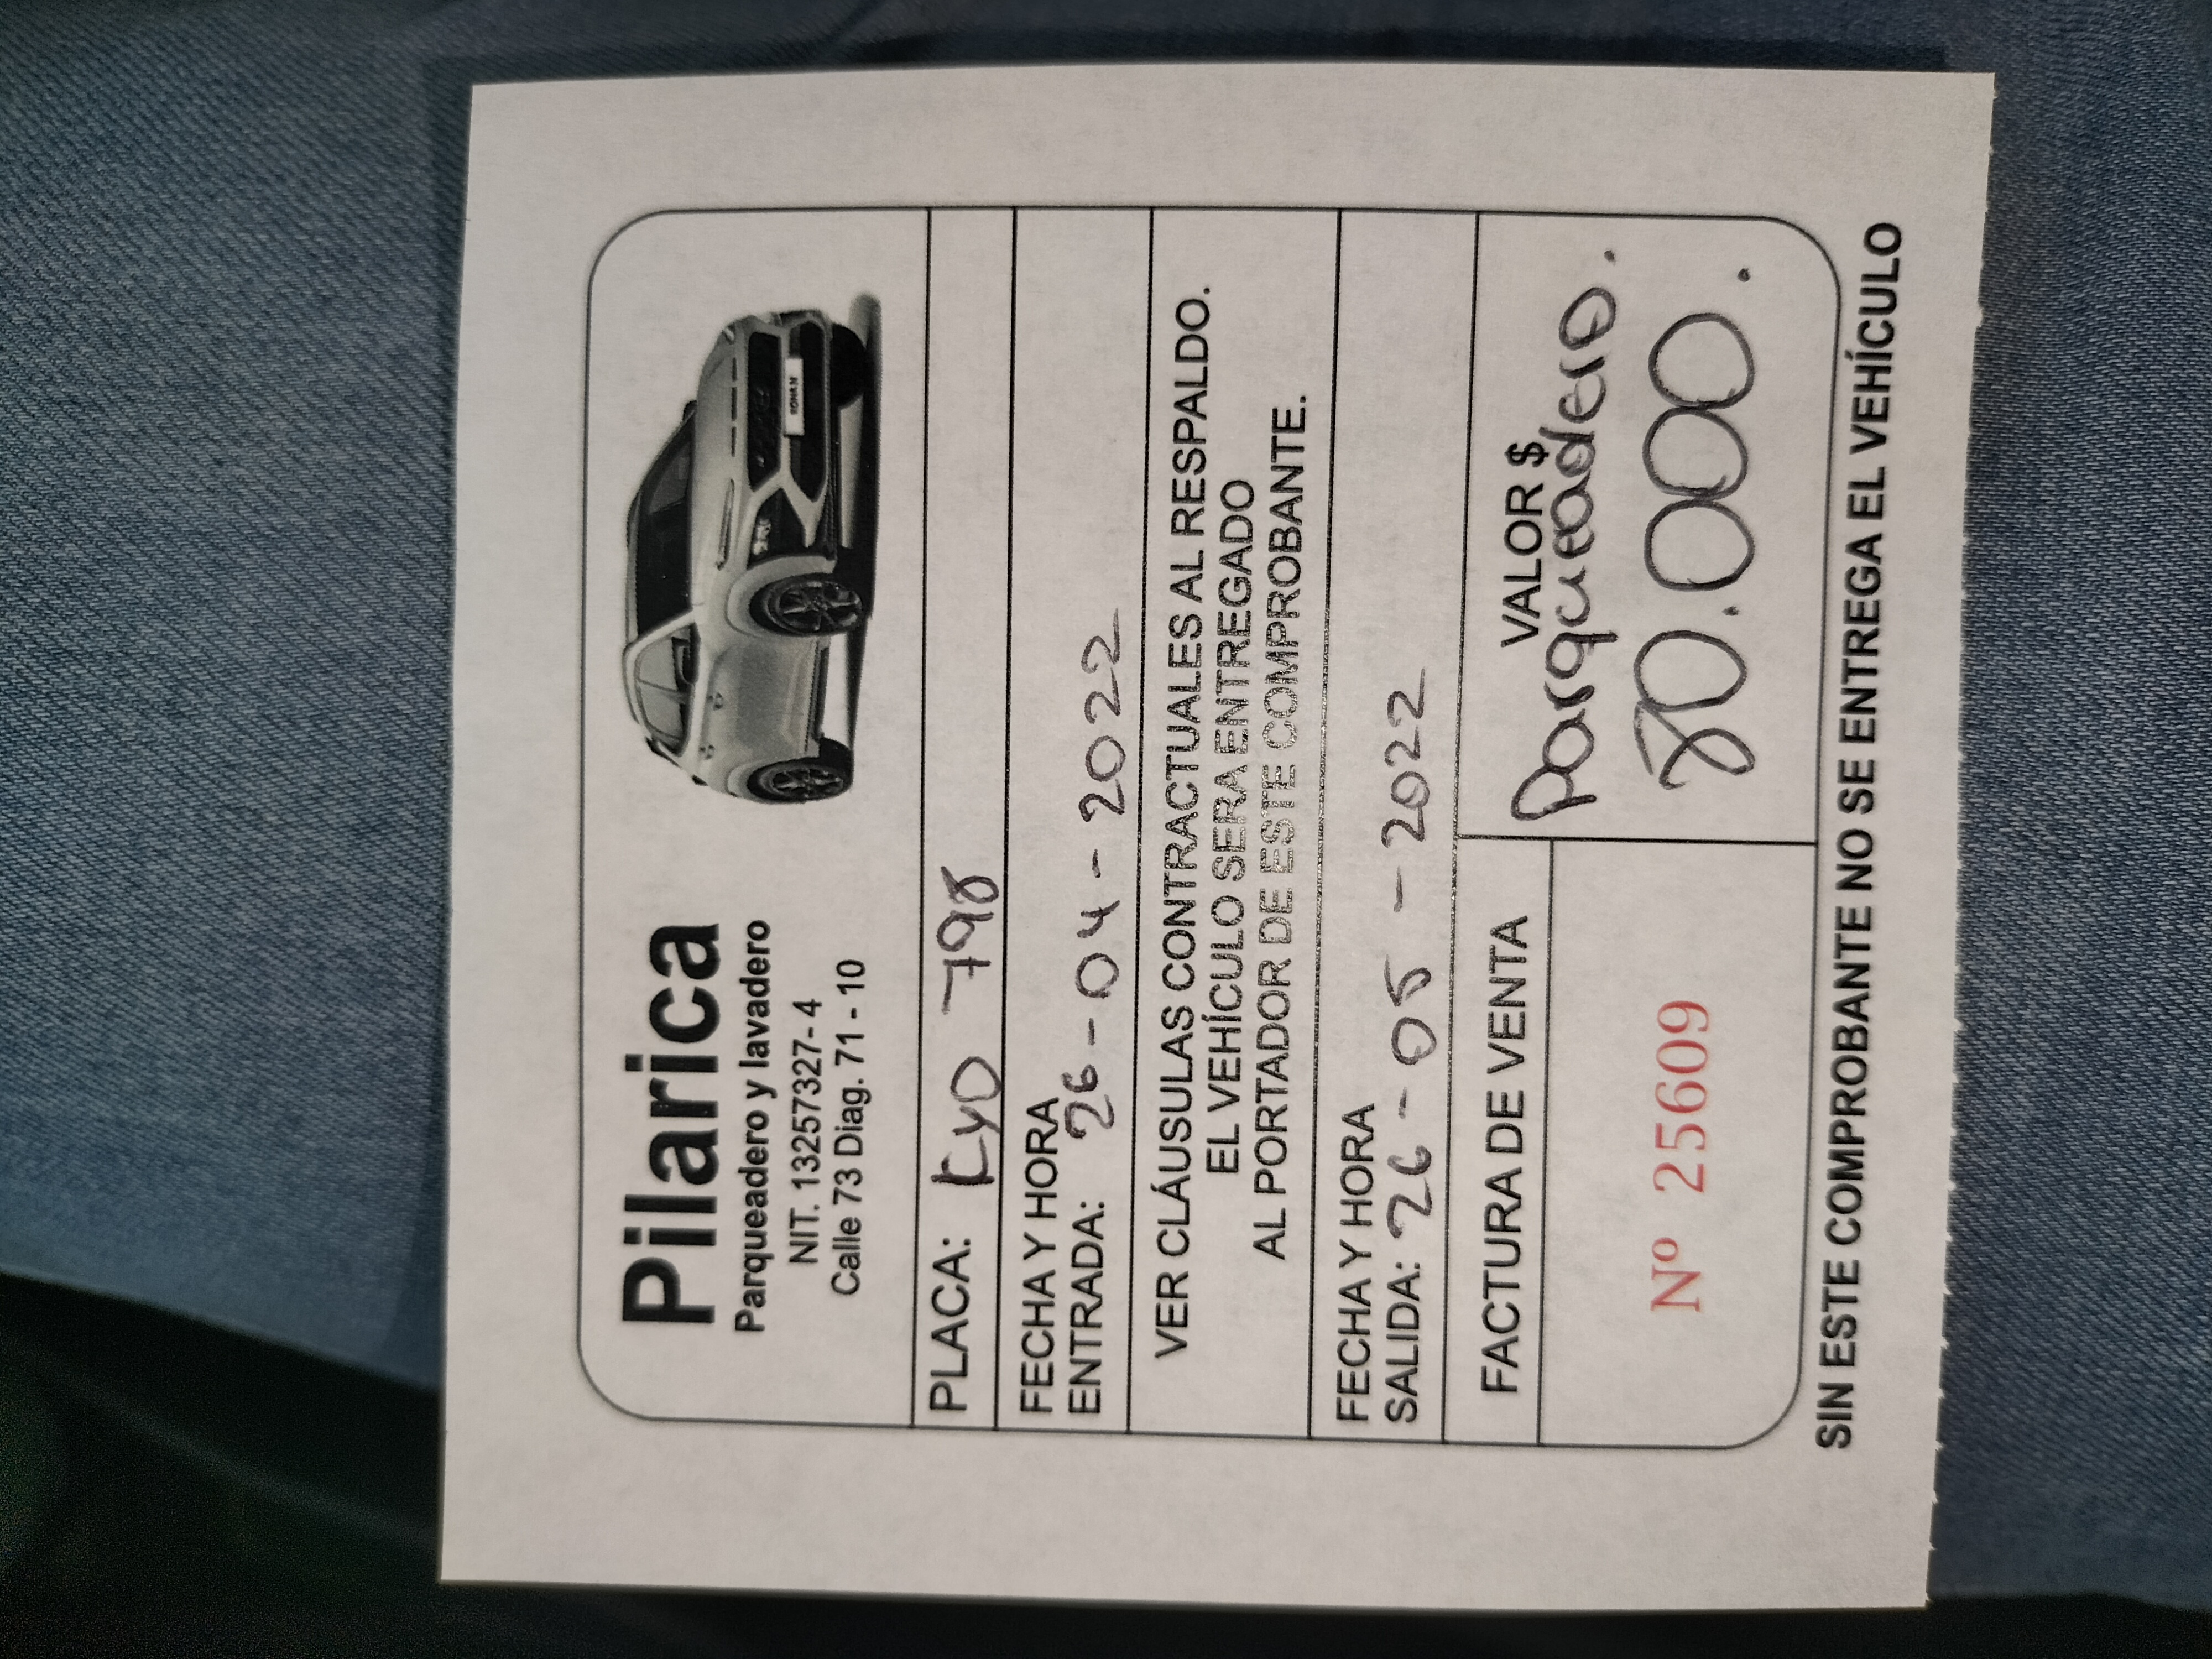 Pilarica
Parqueadero y lavadero
NIT. 13257327-4
Calle 73 Diag. 71 - 10
PLACA: KYO 798
FECHA Y HORA
ENTRADA: 26-04-2022
VER CLÁUSULAS CONTRACTUALES AL RESPALDO.
EL VEHÍCULO SERA ENTREGADO
AL PORTADOR DE ESTE COMPROBANTE.
FECHA Y HORA
SALIDA: 26-05-2022
FACTURA DE VENTA
Nº 25609
VALOR $
Parqueadero.
80.000.
SIN ESTE COMPROBANTE NO SE ENTREGA EL VEHÍCULO